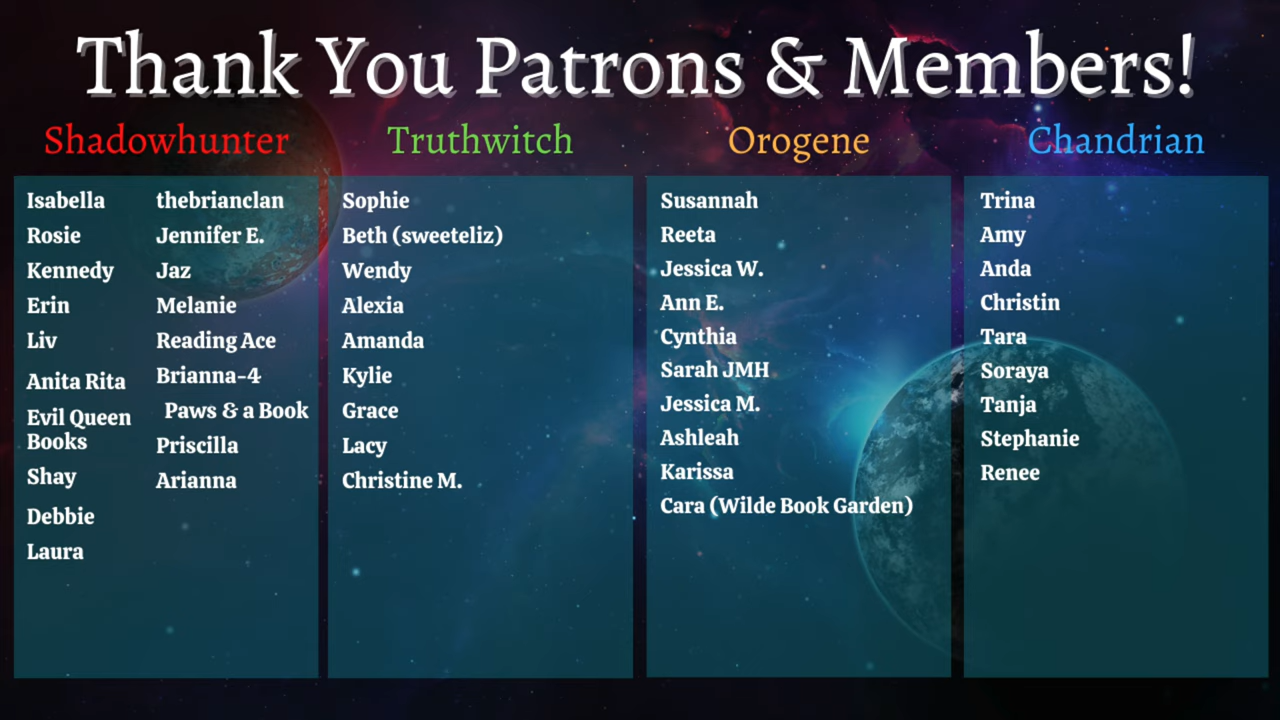 Thank You Patrons & Members!
Shadowhunter
Isabella
Rosie
Kennedy
Erin
Liv
Anita Rita
Evil Queen
Books
Shay
Debbie
Laura
thebrianclan
Jennifer E.
Jaz
Melanie
Reading Ace
Brianna-4
Paws & a Book
Priscilla
Arianna
Truthwitch
Sophie
Beth (sweeteliz)
Wendy
Alexia
Amanda
Kylie
Grace
Lacy
Christine M.
Orogene
Susannah
Reeta
Jessica W.
Ann E.
Cynthia
Sarah JMH
Jessica M.
Ashleah
Karissa
Cara (Wilde Book Garden)
Chandrian
Trina
Amy
Anda
Christin
Tara
Soraya
Tanja
Stephanie
Renee